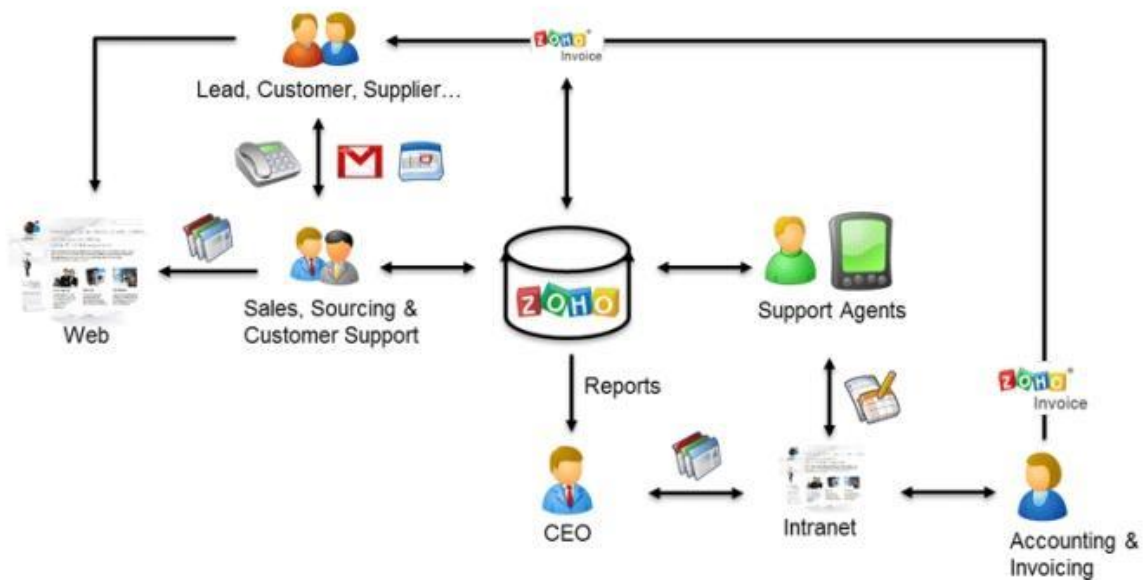 ZOHO®
Invoice
Lead, Customer, Supplier...
Web
Sales, Sourcing &
Customer Support
ZOHO
Support Agents
Reports
ZOHO®
Invoice
CEO
Intranet
Accounting &
Invoicing